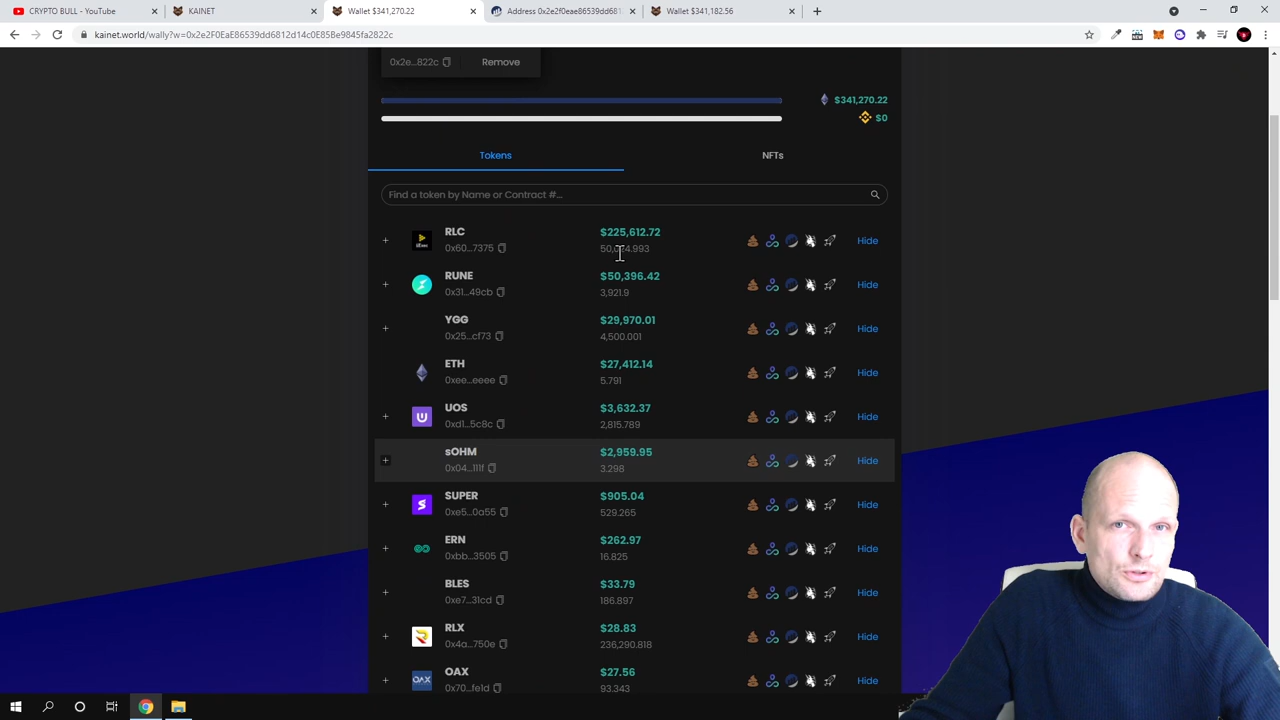 CRYPTO BULL - YouTube
KAINET
Wallet $341,270.22
Address 0x2e2f0eae86539dd681
Wallet $341,182.56
kainet.world/wally?w=0x2e2F0EaE86539dd6812d14c0E85Be9845fa2822c
0x2e...822c
Remove
$341,270.22
$0
Tokens
NFTs
Find a token by Name or Contract #...
RLC
$225,612.72
0x60...7375
Hide
RUNE
$50,396.42
0x31...49cb
3,921.9
Hide
YGG
$29,970.01
0x25...cf73
4,500.001
Hide
ETH
$27,412.14
0xee...eeee
5.791
Hide
UOS
$3,632.37
0xd1...5c8c
2,815.789
Hide
sOHM
$2,959.95
0x04...111f
3.298
Hide
SUPER
$905.04
0xe5...0a55
529.265
Hide
ERN
$262.97
0xbb...3505
16.825
Hide
BLES
$33.79
0xe7...31cd
186.897
Hide
RLX
$28.83
0x4a...750e
236,290.818
Hide
OAX
$27.56
0x70...fe1d
93.343
Hide